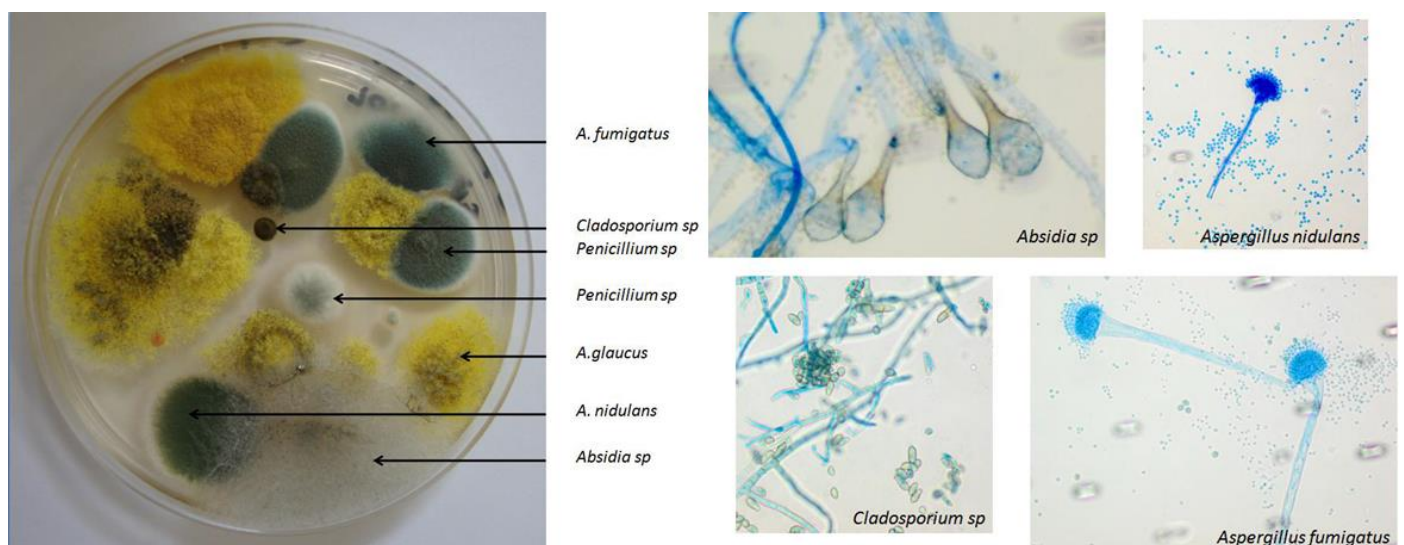 A. fumigatus
Cladosporium sp
Penicillium sp
Penicillium sp
A.glaucus
A. nidulans
Absidia sp
Absidia sp
Aspergillus nidulans
Cladosporium sp
Aspergillus fumigatus